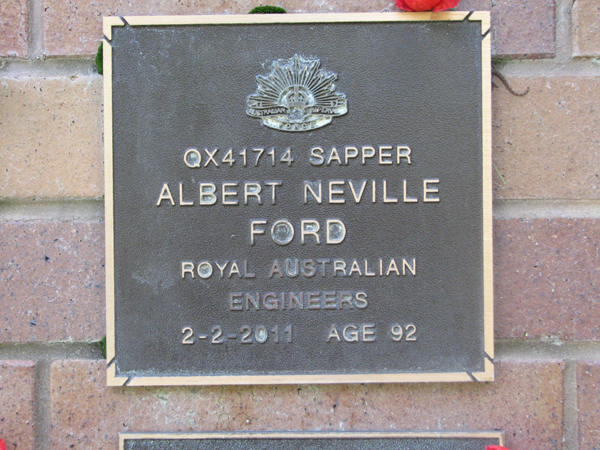 QX41714 SAPPER
ALBERT NEVILLE
FORD
ROYAL AUSTRALIAN
ENGINEERS
2-2-2011 AGE 92